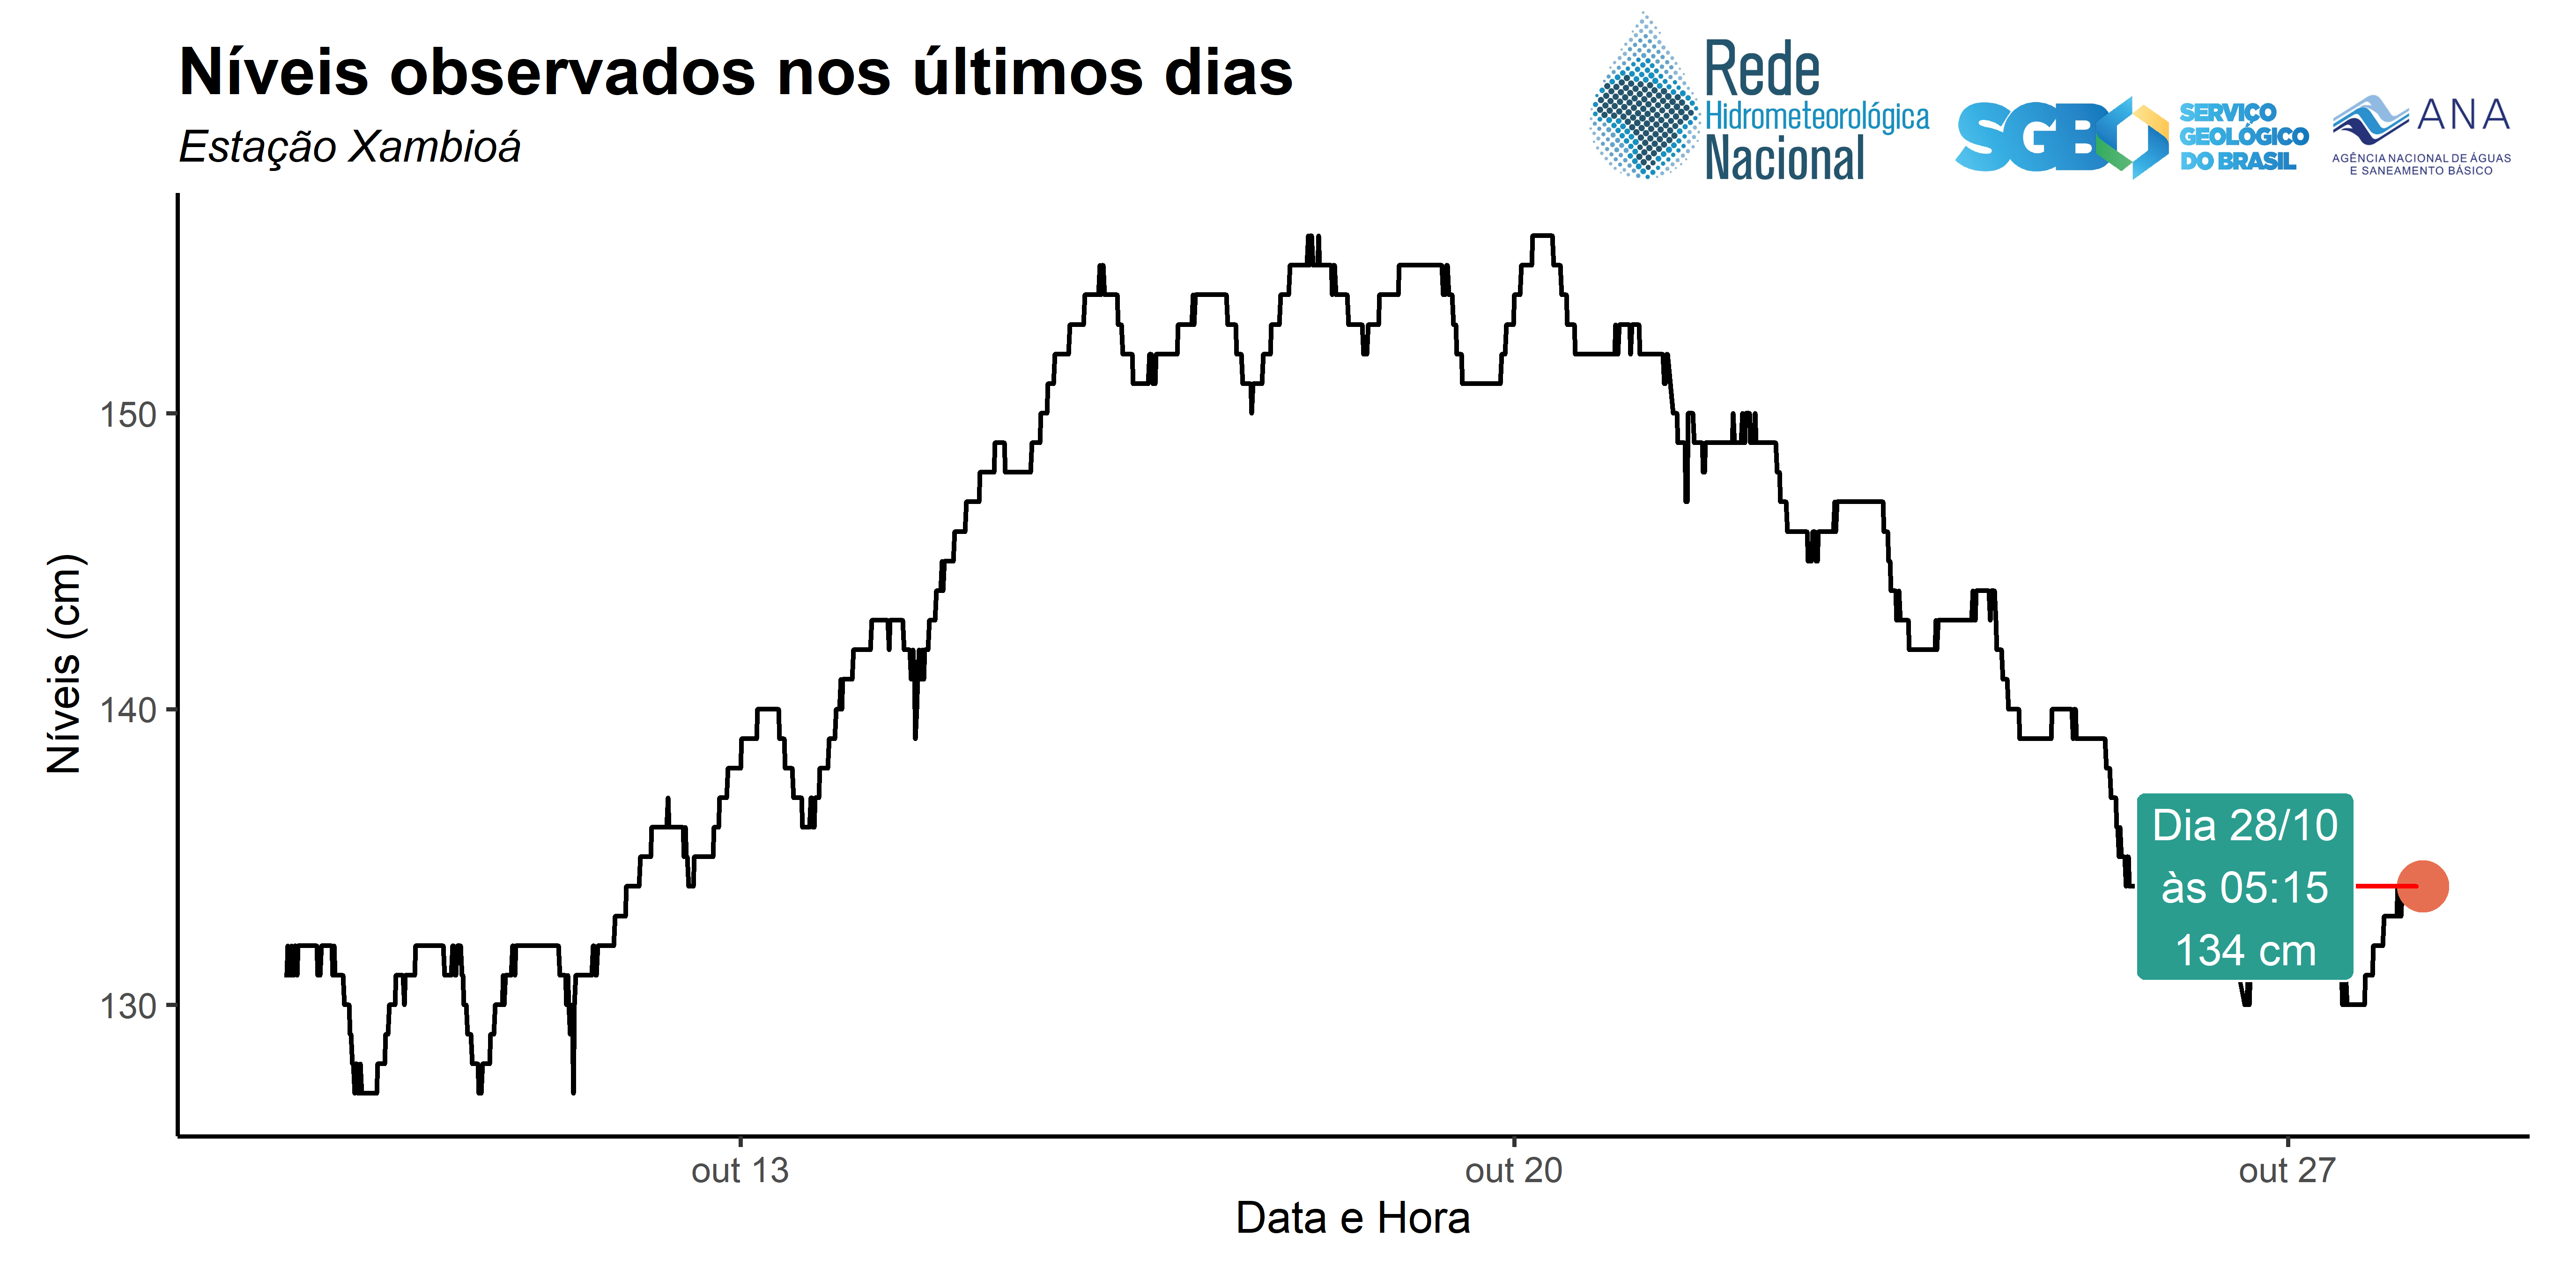 Níveis observados nos últimos dias
Estação Xambioá
Rede
Hidrometeorológica
Nacional
SGB
SERVIÇO
GEOLÓGICO
DO BRASIL
ANA
AGÊNCIA NACIONAL DE ÁGUAS
E SANEAMENTO BÁSICO
Níveis (cm)
150
140
130
Dia 28/10
às 05:15
134 cm
out 13
out 20
out 27
Data e Hora